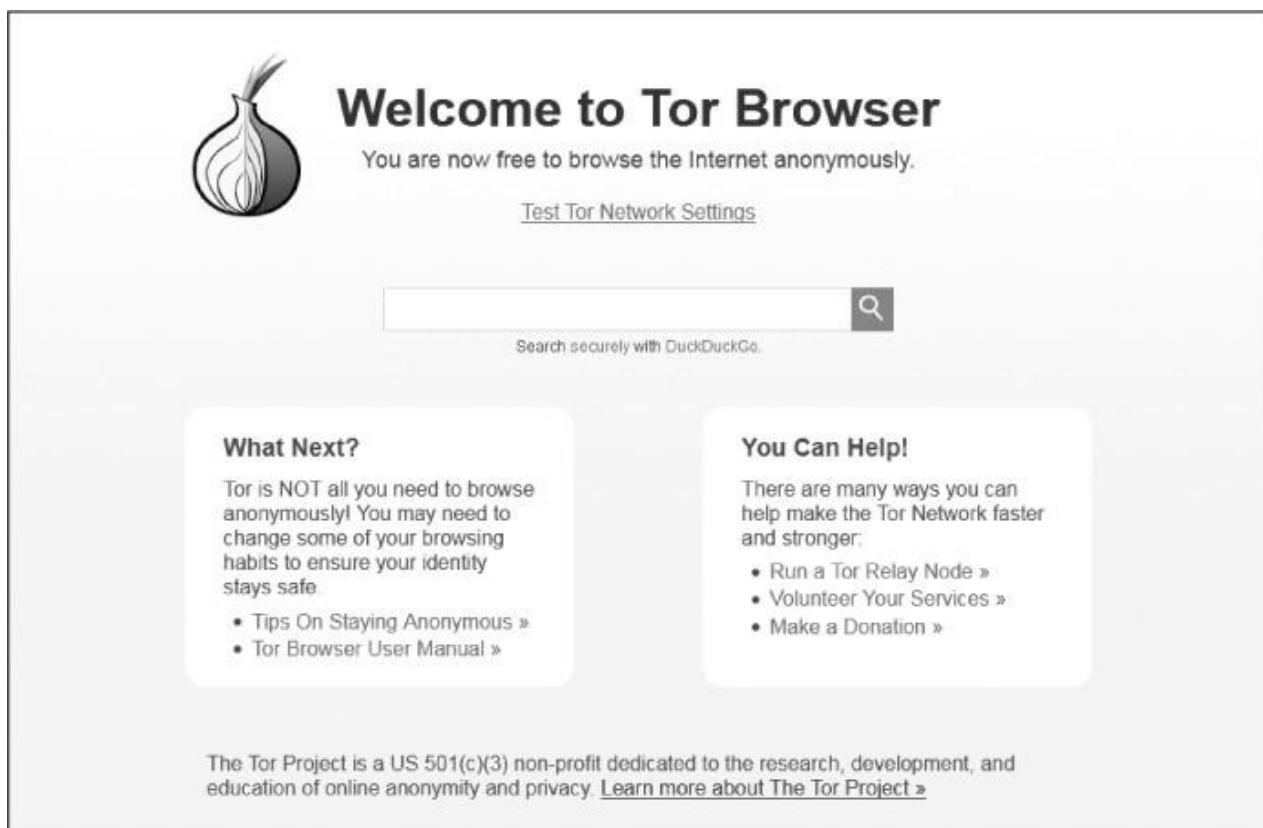 Welcome to Tor Browser
You are now free to browse the Internet anonymously.
Test Tor Network Settings
Search securely with DuckDuckGo.
What Next?
Tor is NOT all you need to browse
anonymously! You may need to
change some of your browsing
habits to ensure your identity
stays safe.
• Tips On Staying Anonymous »
• Tor Browser User Manual »
You Can Help!
There are many ways you can
help make the Tor Network faster
and stronger:
• Run a Tor Relay Node »
• Volunteer Your Services »
• Make a Donation »
The Tor Project is a US 501(c)(3) non-profit dedicated to the research, development, and
education of online anonymity and privacy. Learn more about The Tor Project »